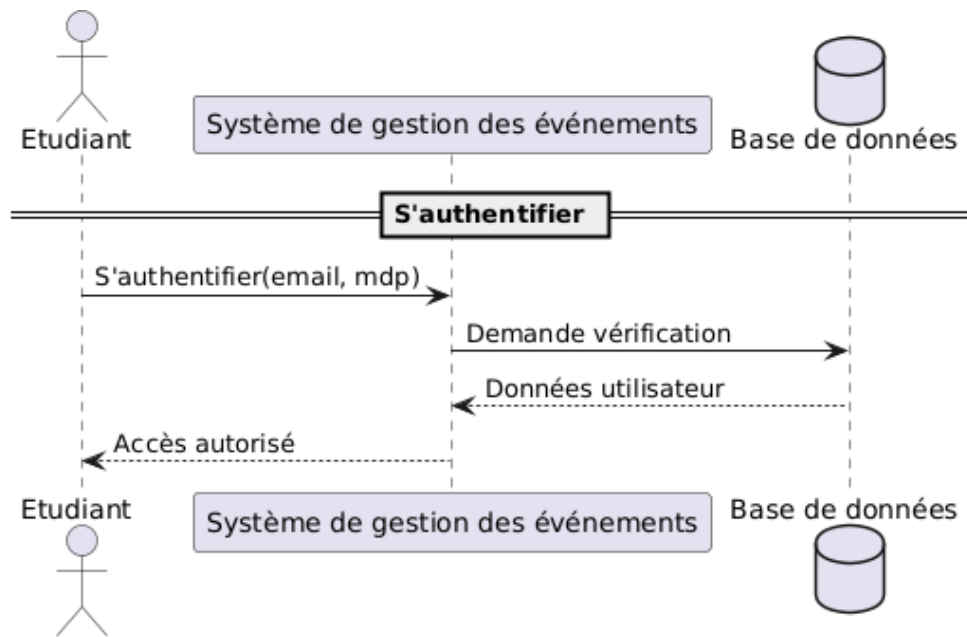 Etudiant
Système de gestion des événements
Base de données
S'authentifier
S'authentifier(email, mdp)
Demande vérification
Données utilisateur
Accès autorisé
Etudiant
Système de gestion des événements
Base de données